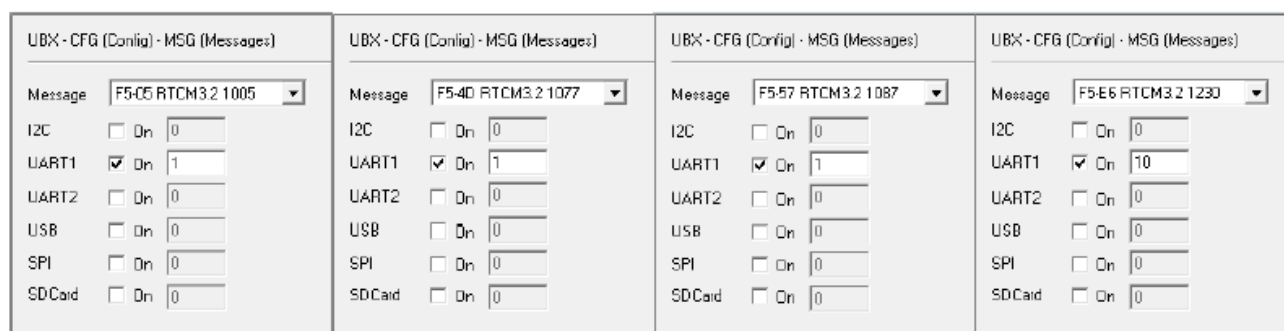 UBX - CFG (Config) - MSG (Messages)
Message F5-05 RTCM3.2 1005
I2C On 0
UART1 On 1
UART2 On 0
USB On 0
SPI On 0
SDCard On 0
UBX - CFG (Config) - MSG (Messages)
Message F5-4D RTCM3.2 1077
I2C On 0
UART1 On 1
UART2 On 0
USB On 0
SPI On 0
SDCard On 0
UBX - CFG (Config) - MSG (Messages)
Message F5-57 RTCM3.2 1087
I2C On 0
UART1 On 1
UART2 On 0
USB On 0
SPI On 0
SDCard On 0
UBX - CFG (Config) - MSG (Messages)
Message F5-E6 RTCM3.2 1230
I2C On 0
UART1 On 10
UART2 On 0
USB On 0
SPI On 0
SDCard On 0